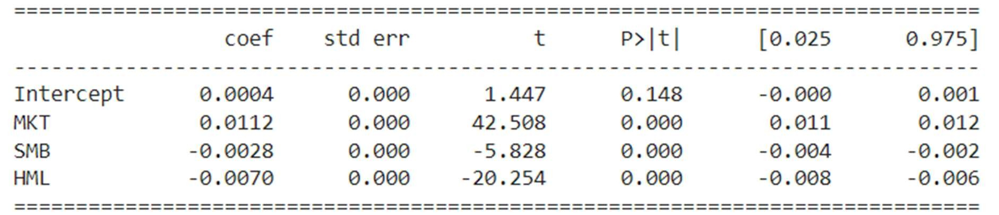 ==============================================================================
                 coef    std err          t      P>|t|      [0.025      0.975]
------------------------------------------------------------------------------
Intercept      0.0004      0.000      1.447      0.148      -0.000       0.001
MKT            0.0112      0.000     42.508      0.000       0.011       0.012
SMB           -0.0028      0.000     -5.828      0.000      -0.004      -0.002
HML           -0.0070      0.000    -20.254      0.000      -0.008      -0.006
==============================================================================